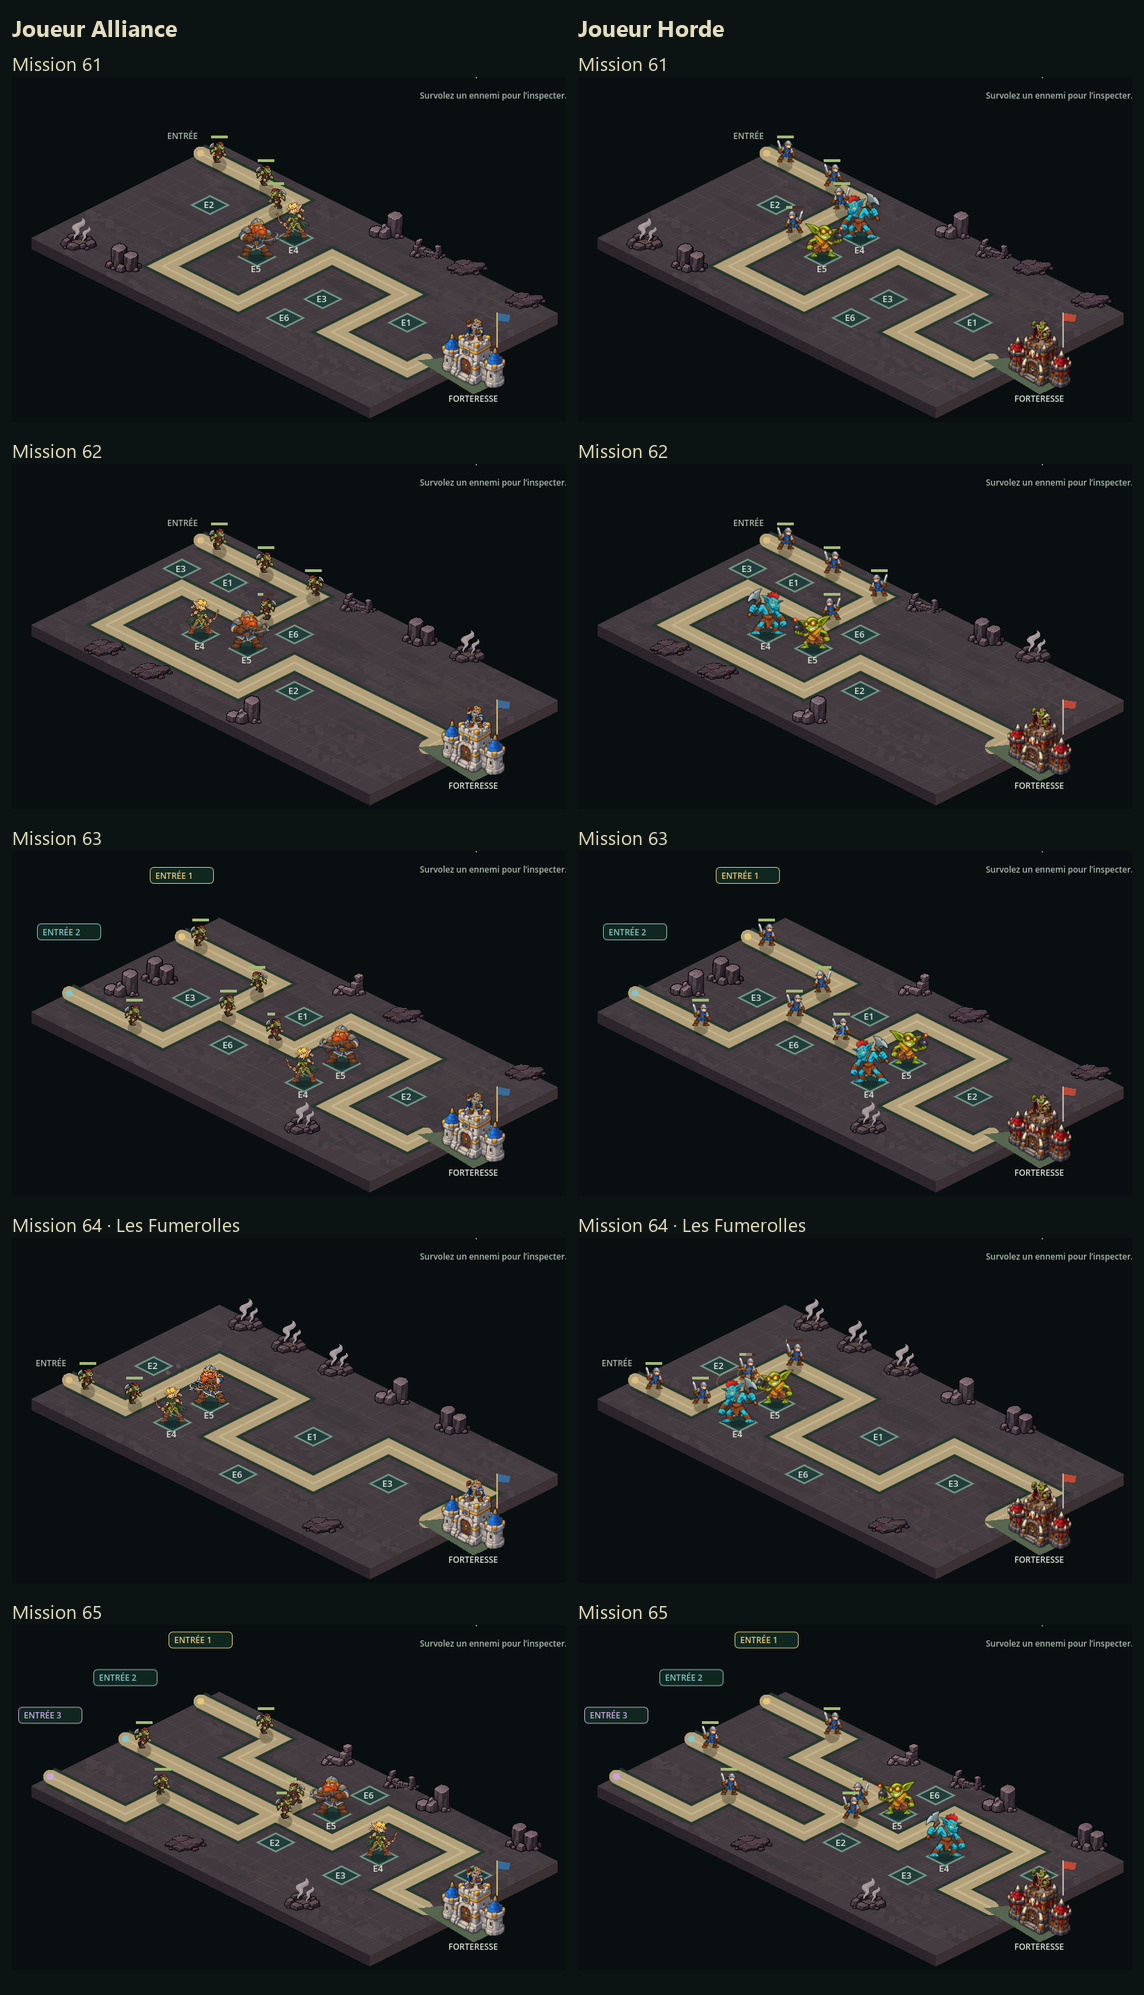 Joueur Alliance
Joueur Horde
Mission 61
Mission 61
Survolez un ennemi pour l'inspecter.
Survolez un ennemi pour l'inspecter.
ENTRÉE
ENTRÉE
E2
E2
E4
E4
E5
E5
E3
E3
E6
E1
E6
E1
FORTERESSE
FORTERESSE
Mission 62
Mission 62
Survolez un ennemi pour l'inspecter.
Survolez un ennemi pour l'inspecter.
ENTRÉE
ENTRÉE
E3
E3
E1
E1
E6
E6
E4
E4
E5
E5
E2
E2
FORTERESSE
FORTERESSE
Mission 63
Mission 63
Survolez un ennemi pour l'inspecter.
Survolez un ennemi pour l'inspecter.
ENTRÉE 1
ENTRÉE 1
ENTRÉE 2
ENTRÉE 2
E3
E3
E1
E1
E6
E6
E5
E5
E4
E4
E2
E2
FORTERESSE
FORTERESSE
Mission 64 · Les Fumerolles
Mission 64 · Les Fumerolles
Survolez un ennemi pour l'inspecter.
Survolez un ennemi pour l'inspecter.
ENTRÉE
ENTRÉE
E2
E2
E5
E5
E4
E4
E1
E1
E6
E6
E3
E3
FORTERESSE
FORTERESSE
Mission 65
Mission 65
ENTRÉE 1
ENTRÉE 1
Survolez un ennemi pour l'inspecter.
Survolez un ennemi pour l'inspecter.
ENTRÉE 2
ENTRÉE 2
ENTRÉE 3
ENTRÉE 3
E6
E6
E5
E5
E2
E2
E4
E4
E3
E3
FORTERESSE
FORTERESSE